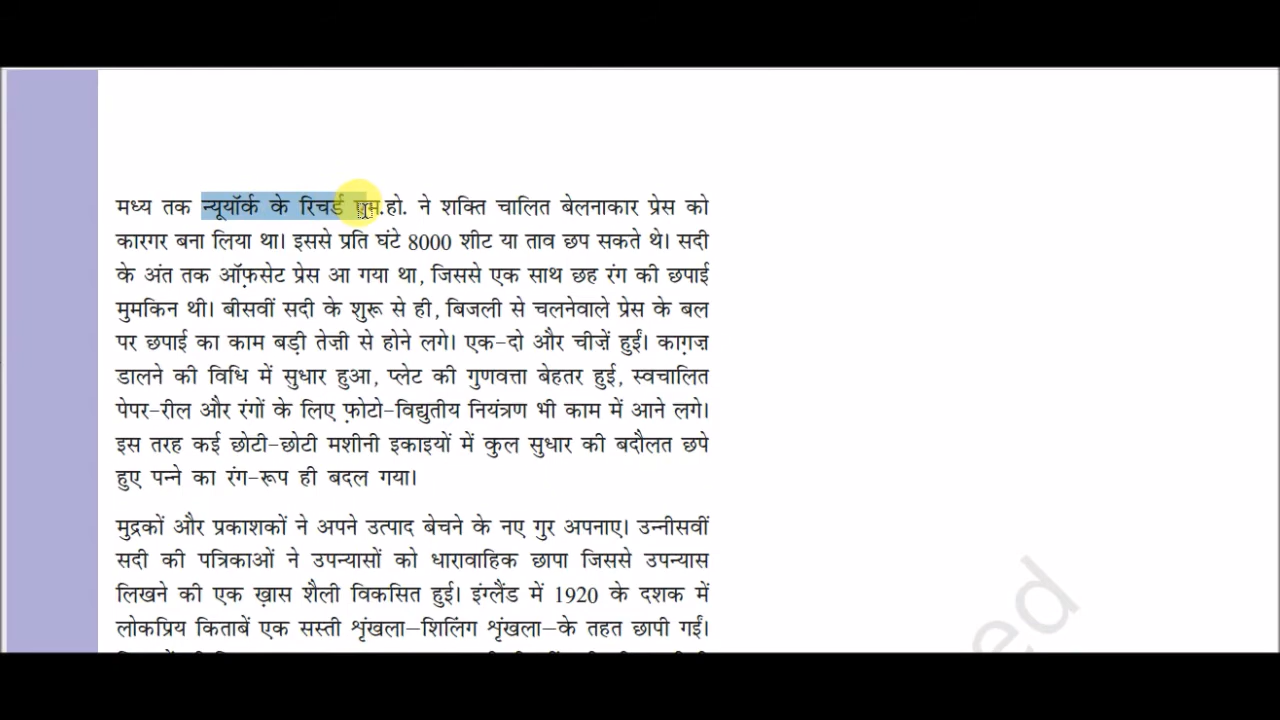 मध्य तक न्यूयॉर्क के रिचर्ड एम.हो. ने शक्ति चालित बेलनाकार प्रेस को
कारगर बना लिया था। इससे प्रति घंटे 8000 शीट या ताव छप सकते थे। सदी
के अंत तक ऑफ़सेट प्रेस आ गया था, जिससे एक साथ छह रंग की छपाई
मुमकिन थी। बीसवीं सदी के शुरू से ही, बिजली से चलनेवाले प्रेस के बल
पर छपाई का काम बड़ी तेज़ी से होने लगे। एक-दो और चीज़ें हुईं। काग़ज़
डालने की विधि में सुधार हुआ, प्लेट की गुणवत्ता बेहतर हुई, स्वचालित
पेपर-रील और रंगों के लिए फ़ोटो-विद्युतीय नियंत्रण भी काम में आने लगे।
इस तरह कई छोटी-छोटी मशीनी इकाइयों में कुल सुधार की बदौलत छपे
हुए पन्ने का रंग-रूप ही बदल गया।
मुद्रकों और प्रकाशकों ने अपने उत्पाद बेचने के नए गुर अपनाए। उन्नीसवीं
सदी की पत्रिकाओं ने उपन्यासों को धारावाहिक छापा जिससे उपन्यास
लिखने की एक ख़ास शैली विकसित हुई। इंग्लैंड में 1920 के दशक में
लोकप्रिय किताबें एक सस्ती शृंखला–शिलिंग शृंखला–के तहत छापी गईं।
ed